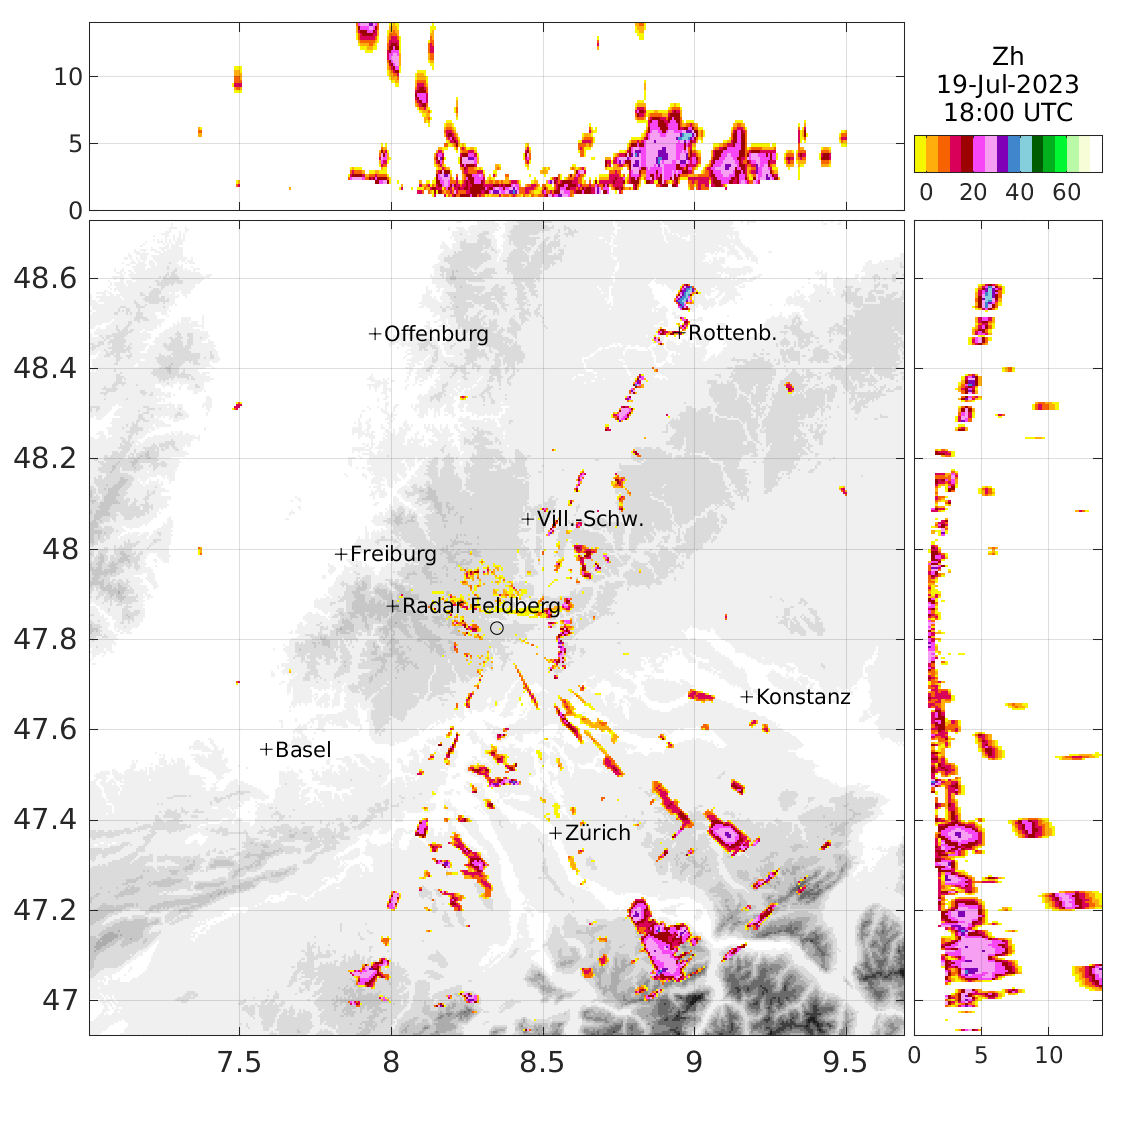 10
5
0
Zh
19-Jul-2023
18:00 UTC
0 20 40 60
48.6
48.4
48.2
48
47.8
47.6
47.4
47.2
47
+Offenburg
+Rottenb.
+Vill.-Schw.
+Freiburg
+Radar Feldberg
+Konstanz
+Basel
+Zürich
7.5 8 8.5 9 9.5
0 5 10